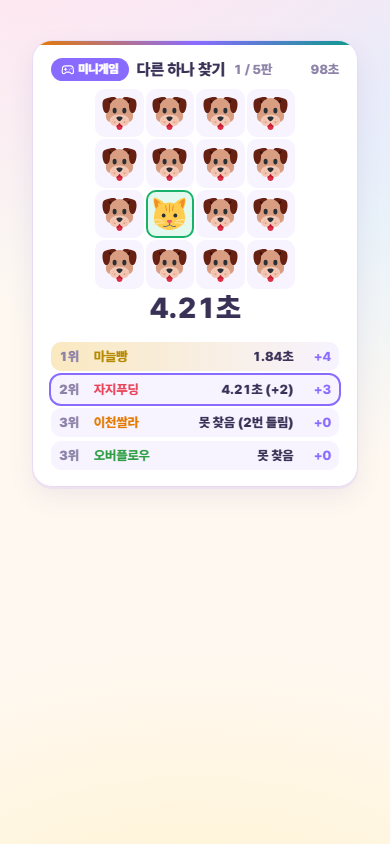 미니게임 다른 하나 찾기 1 / 5판 98초
4.21초
1위 마늘빵 1.84초 +4
2위 자지푸딩 4.21초 (+2) +3
3위 이천쌀라 못 찾음 (2번 틀림) +0
3위 오버플로우 못 찾음 +0